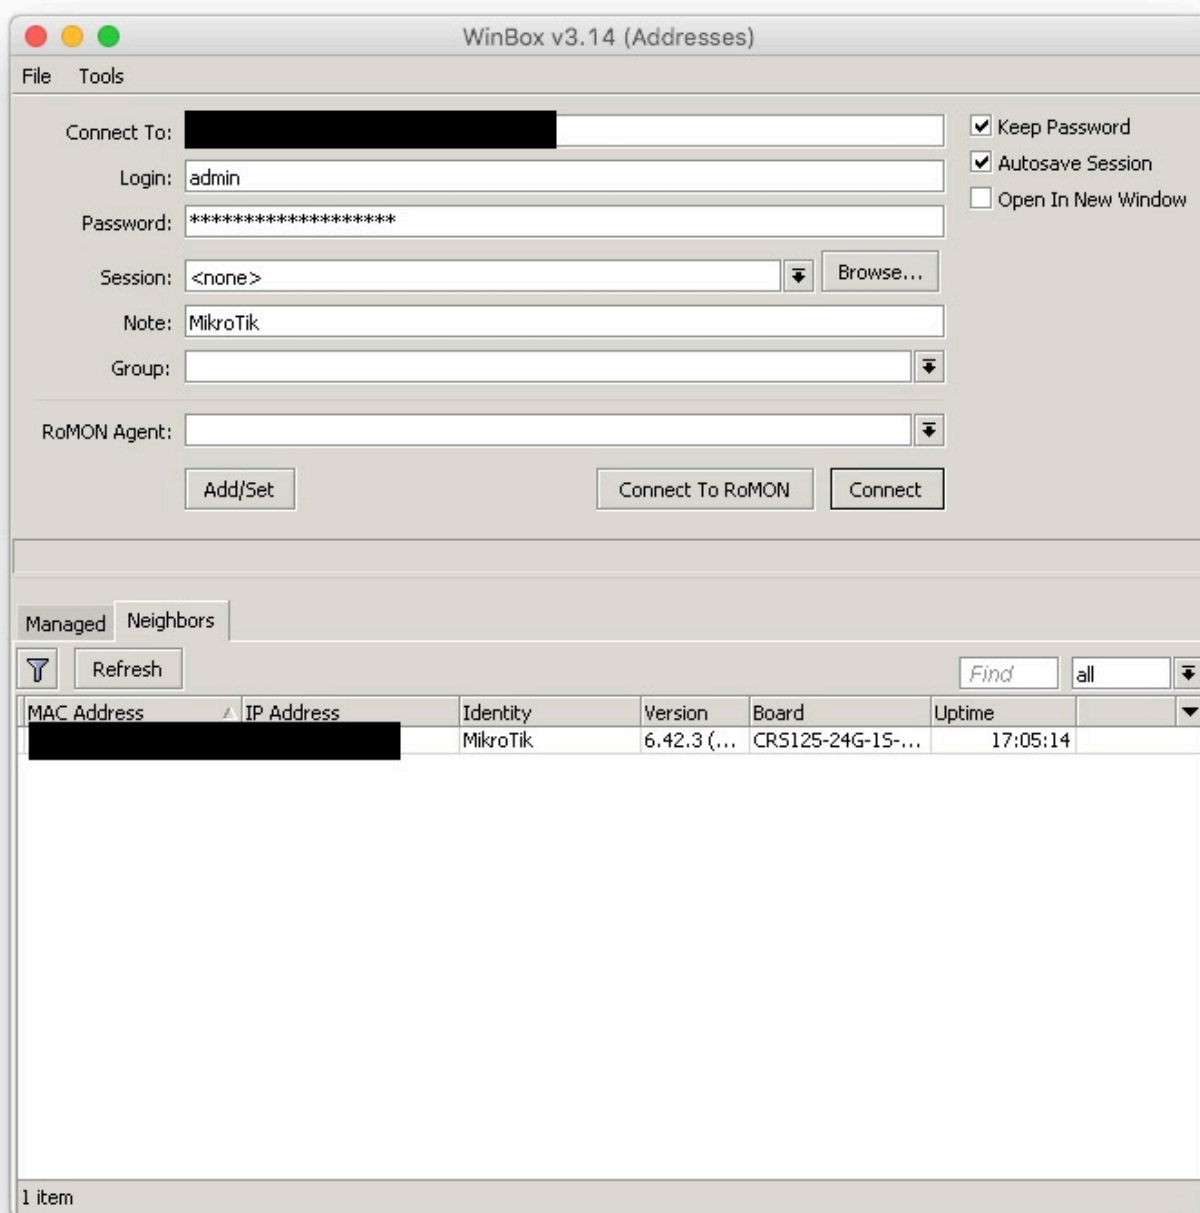 WinBox v3.14 (Addresses)
File Tools
Connect To:
Keep Password
Login: admin
Autosave Session
Password: *******************
Open In New Window
Session: <none> Browse...
Note: MikroTik
Group:
RoMON Agent:
Add/Set Connect To RoMON Connect
Managed Neighbors
Refresh Find all
MAC Address IP Address Identity Version Board Uptime
MikroTik 6.42.3 (... CRS125-24G-1S-... 17:05:14
1 item